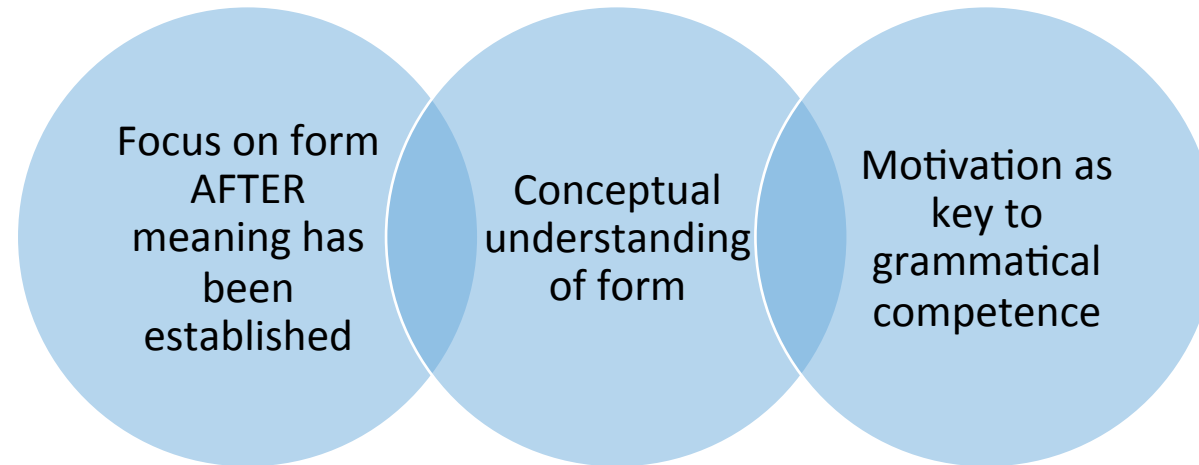 Focus on form
AFTER
meaning has
been
established
Conceptual
understanding
of form
Motivation as
key to
grammatical
competence